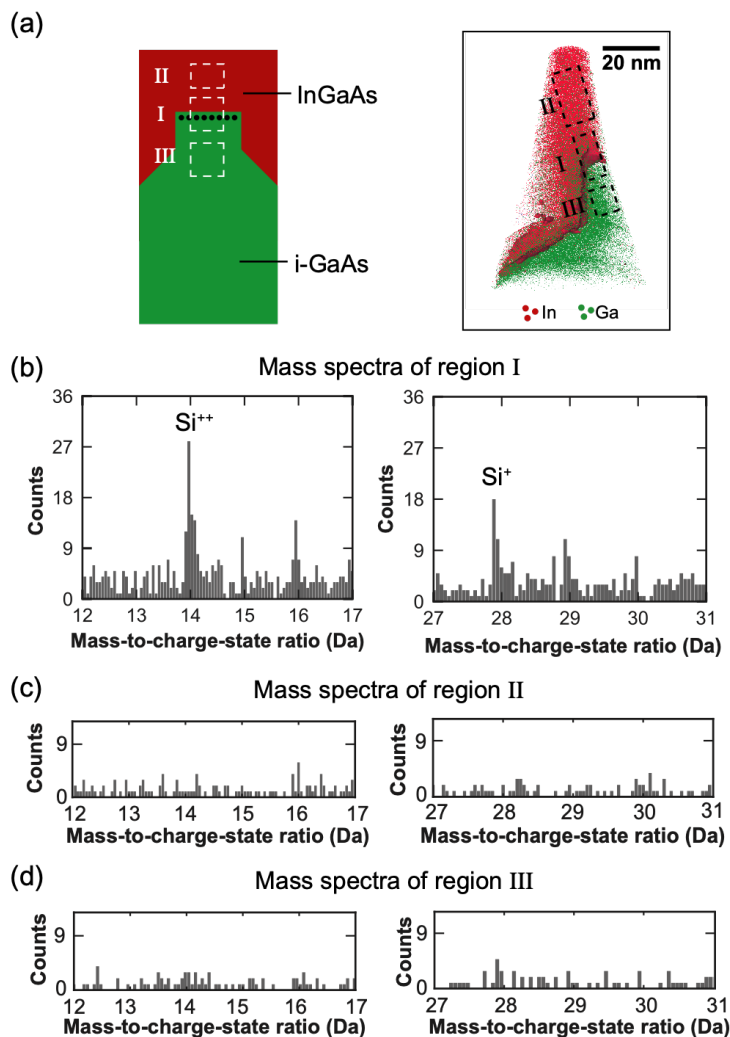 (a)
II
I
III
InGaAs
i-GaAs
20 nm
II
I
III
In
Ga
(b)
Mass spectra of region I
36
27
18
9
0
Counts
Si++
12 13 14 15 16 17
Mass-to-charge-state ratio (Da)
36
27
18
9
0
Counts
Si+
27 28 29 30 31
Mass-to-charge-state ratio (Da)
(c)
Mass spectra of region II
9
0
Counts
12 13 14 15 16 17
Mass-to-charge-state ratio (Da)
9
0
Counts
27 28 29 30 31
Mass-to-charge-state ratio (Da)
(d)
Mass spectra of region III
9
0
Counts
12 13 14 15 16 17
Mass-to-charge-state ratio (Da)
9
0
Counts
27 28 29 30 31
Mass-to-charge-state ratio (Da)